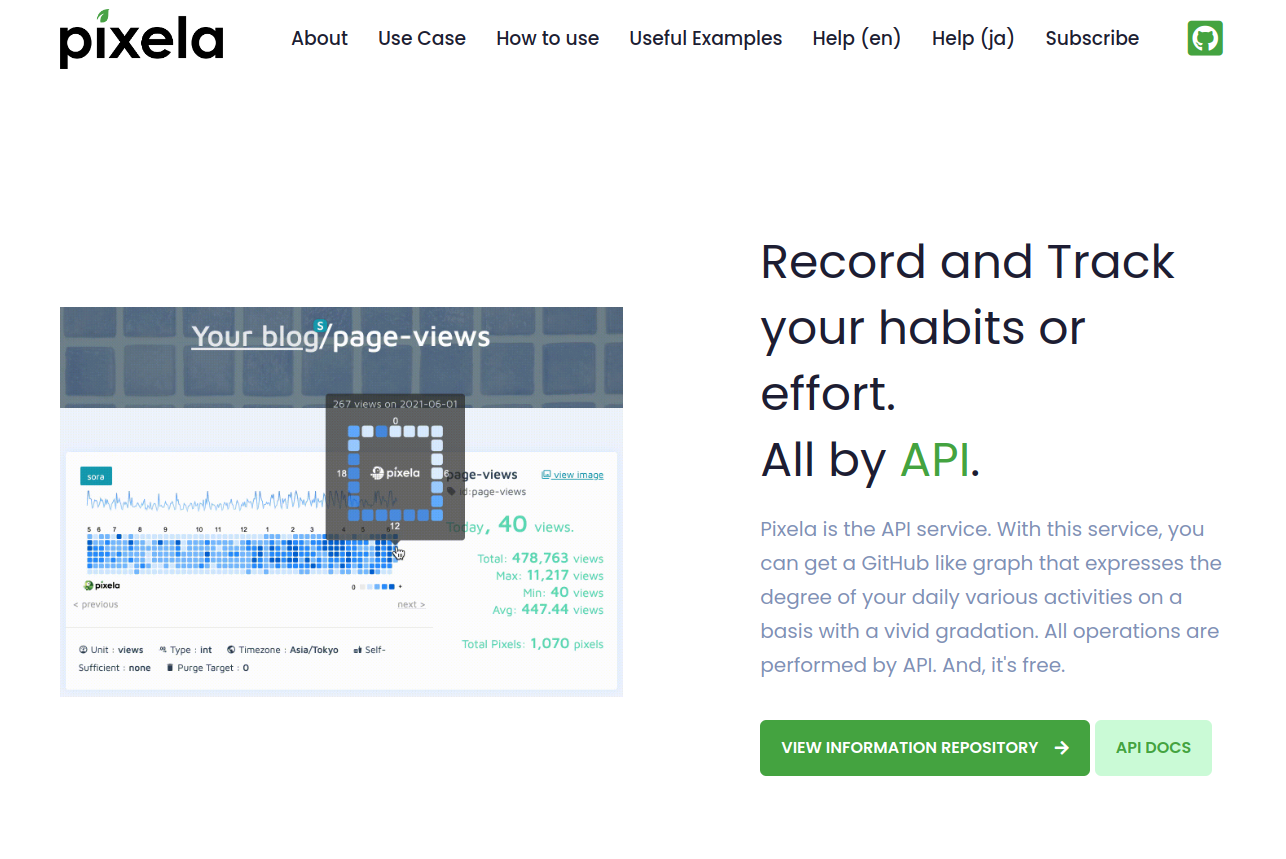 pixela
About Use Case How to use Useful Examples Help (en) Help (ja) Subscribe
Your blog/page-views
S
267 views on 2021-06-01
0
18
pixela
6
12
sora
page-views
view image
id:page-views
Today, 40 views.
5 6 7 8 9 10 11 12 1 2 3 4 5 6
Total: 478,763 views
Max: 11,217 views
Min: 40 views
Avg: 447.44 views
pixela
0 +
< previous
next >
Total Pixels: 1,070 pixels
Unit : views Type : int Timezone : Asia/Tokyo Self-
Sufficient : none Purge Target : 0
Record and Track
your habits or
effort.
All by API.
Pixela is the API service. With this service, you
can get a GitHub like graph that expresses the
degree of your daily various activities on a
basis with a vivid gradation. All operations are
performed by API. And, it's free.
VIEW INFORMATION REPOSITORY
API DOCS